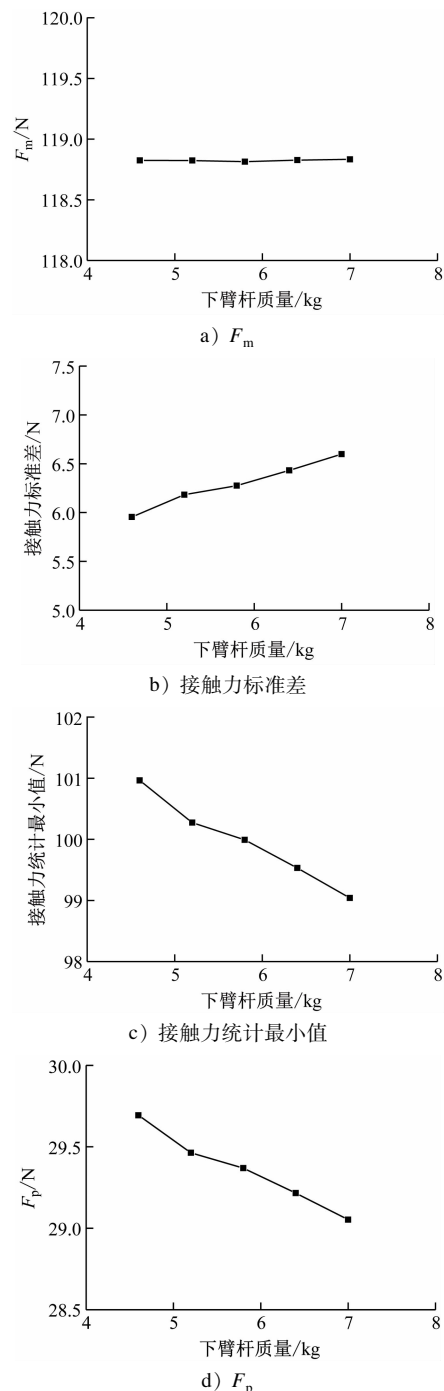 120.0
119.5
119.0
118.5
118.0
F_m/N
4 5 6 7 8
下臂杆质量/kg
a) F_m
7.5
7.0
6.5
6.0
5.5
5.0
接触力标准差/N
4 5 6 7 8
下臂杆质量/kg
b) 接触力标准差
102
101
100
99
98
接触力统计最小值/N
4 5 6 7 8
下臂杆质量/kg
c) 接触力统计最小值
30.0
29.5
29.0
28.5
F_p/N
4 5 6 7 8
下臂杆质量/kg
d) F_p